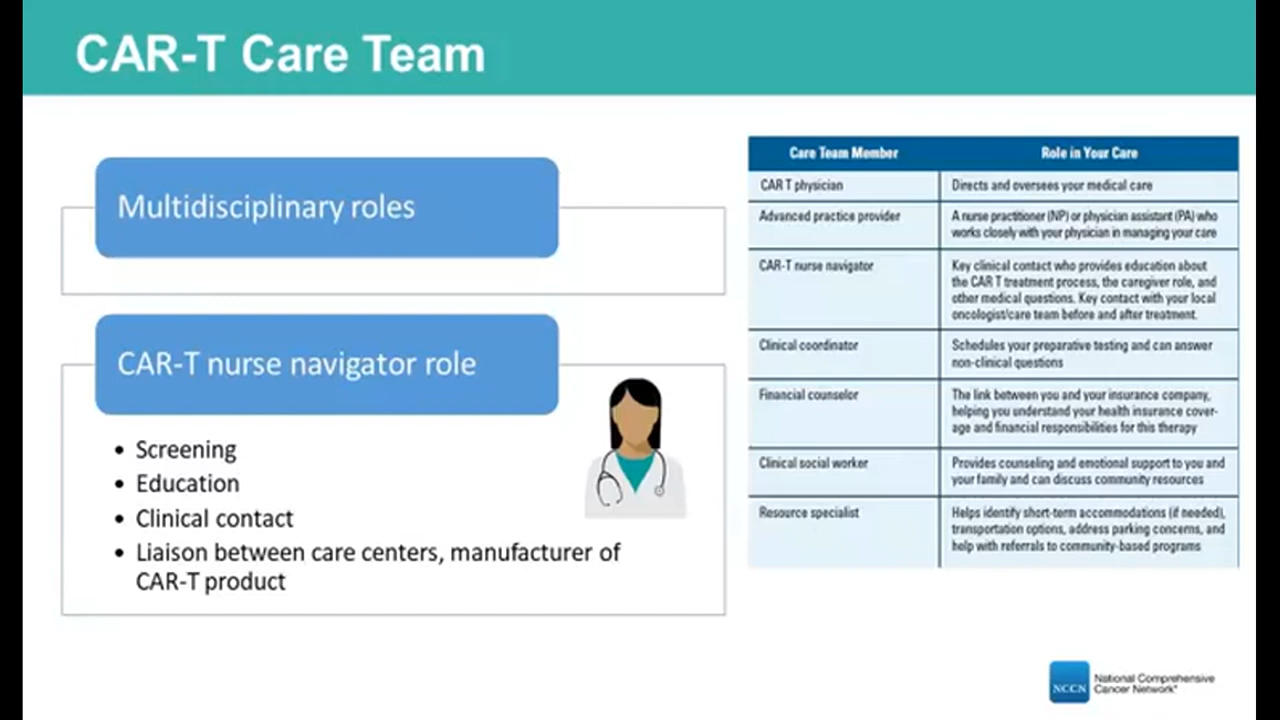 CAR-T Care Team
Multidisciplinary roles
CAR-T nurse navigator role
• Screening
• Education
• Clinical contact
• Liaison between care centers, manufacturer of
CAR-T product
Care Team Member
Role in Your Care
CAR T physician
Directs and oversees your medical care
Advanced practice provider
A nurse practitioner (NP) or physician assistant (PA) who
works closely with your physician in managing your care
CAR-T nurse navigator
Key clinical contact who provides education about
the CAR T treatment process, the caregiver role, and
other medical questions. Key contact with your local
oncologist/care team before and after treatment.
Clinical coordinator
Schedules your preparative testing and can answer
non-clinical questions
Financial counselor
The link between you and your insurance company,
helping you understand your health insurance cover-
age and financial responsibilities for this therapy
Clinical social worker
Provides counseling and emotional support to you and
your family and can discuss community resources
Resource specialist
Helps identify short-term accommodations (if needed),
transportation options, address parking concerns, and
help with referrals to community-based programs
NCCN
National Comprehensive
Cancer Network®